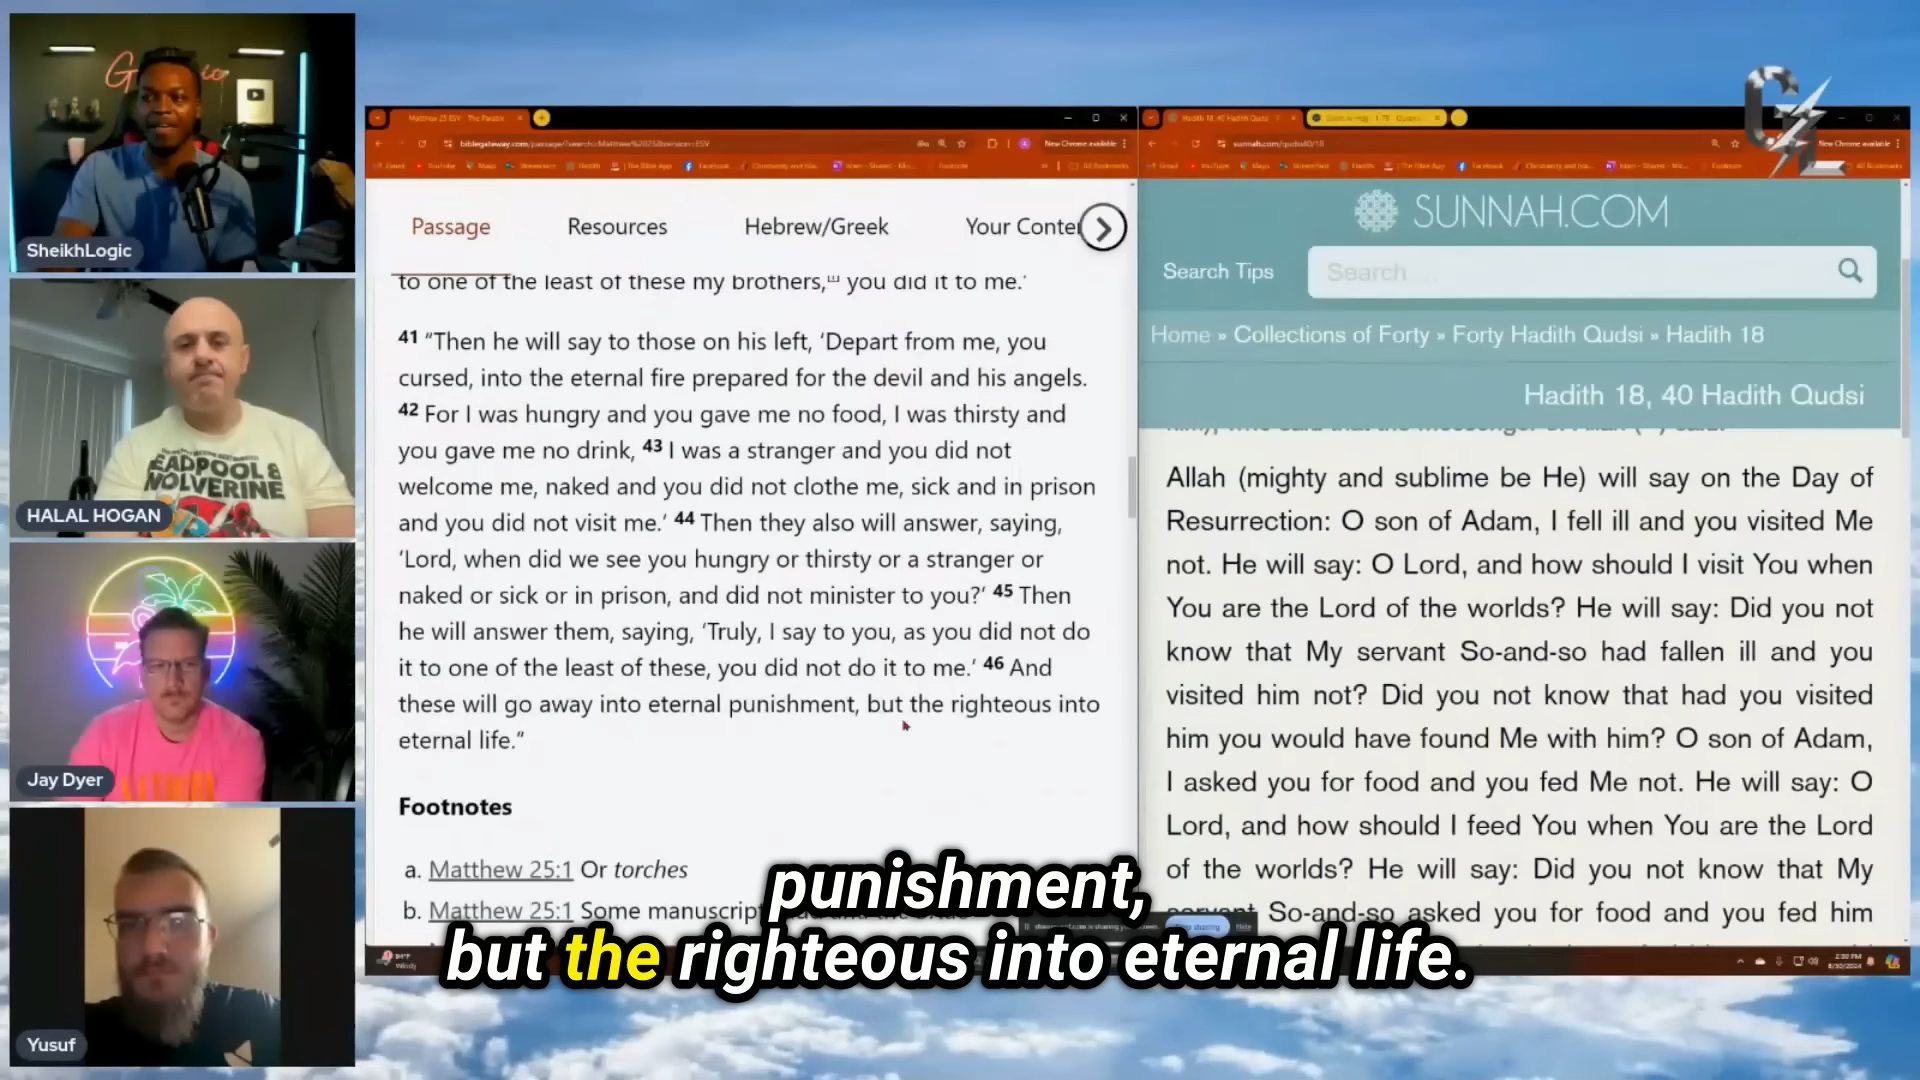 SheikhLogic
HALAL HOGAN
DEADPOOL &
WOLVERINE
Jay Dyer
Yusuf
Passage
Resources
Hebrew/Greek
Your Conte
to one of the least of these my brothers, you did it to me.’
41 “Then he will say to those on his left, ‘Depart from me, you
cursed, into the eternal fire prepared for the devil and his angels.
42 For I was hungry and you gave me no food, I was thirsty and
you gave me no drink, 43 I was a stranger and you did not
welcome me, naked and you did not clothe me, sick and in prison
and you did not visit me.’ 44 Then they also will answer, saying,
‘Lord, when did we see you hungry or thirsty or a stranger or
naked or sick or in prison, and did not minister to you?’ 45 Then
he will answer them, saying, ‘Truly, I say to you, as you did not do
it to one of the least of these, you did not do it to me.’ 46 And
these will go away into eternal punishment, but the righteous into
eternal life.”
Footnotes
a. Matthew 25:1 Or torches
b. Matthew 25:1 Some manuscript
New Chrome available
sunnah.com/qudsi40/18
New Chrome available
SUNNAH.COM
Search Tips
Search ...
Home » Collections of Forty » Forty Hadith Qudsi » Hadith 18
Hadith 18, 40 Hadith Qudsi
Allah (mighty and sublime be He) will say on the Day of
Resurrection: O son of Adam, I fell ill and you visited Me
not. He will say: O Lord, and how should I visit You when
You are the Lord of the worlds? He will say: Did you not
know that My servant So-and-so had fallen ill and you
visited him not? Did you not know that had you visited
him you would have found Me with him? O son of Adam,
I asked you for food and you fed Me not. He will say: O
Lord, and how should I feed You when You are the Lord
of the worlds? He will say: Did you not know that My
servant So-and-so asked you for food and you fed him
punishment,
but the righteous into eternal life.